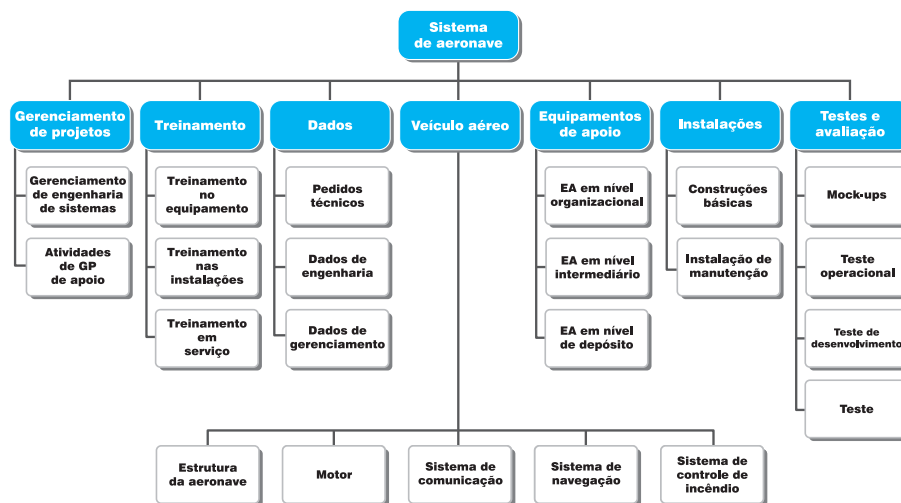 Sistema
de aeronave
Gerenciamento
de projetos
Treinamento
Dados
Veículo aéreo
Equipamentos
de apoio
Instalações
Testes e
avaliação
Gerenciamento
de engenharia
de sistemas
Atividades
de GP
de apoio
Treinamento
no
equipamento
Treinamento
nas
instalações
Treinamento
em
serviço
Pedidos
técnicos
Dados de
engenharia
Dados de
gerenciamento
EA em nível
organizacional
EA em nível
intermediário
EA em nível
de depósito
Construções
básicas
Instalação de
manutenção
Mock-ups
Teste
operacional
Teste de
desenvolvimento
Teste
Estrutura
da aeronave
Motor
Sistema de
comunicação
Sistema de
navegação
Sistema de
controle de
incêndio